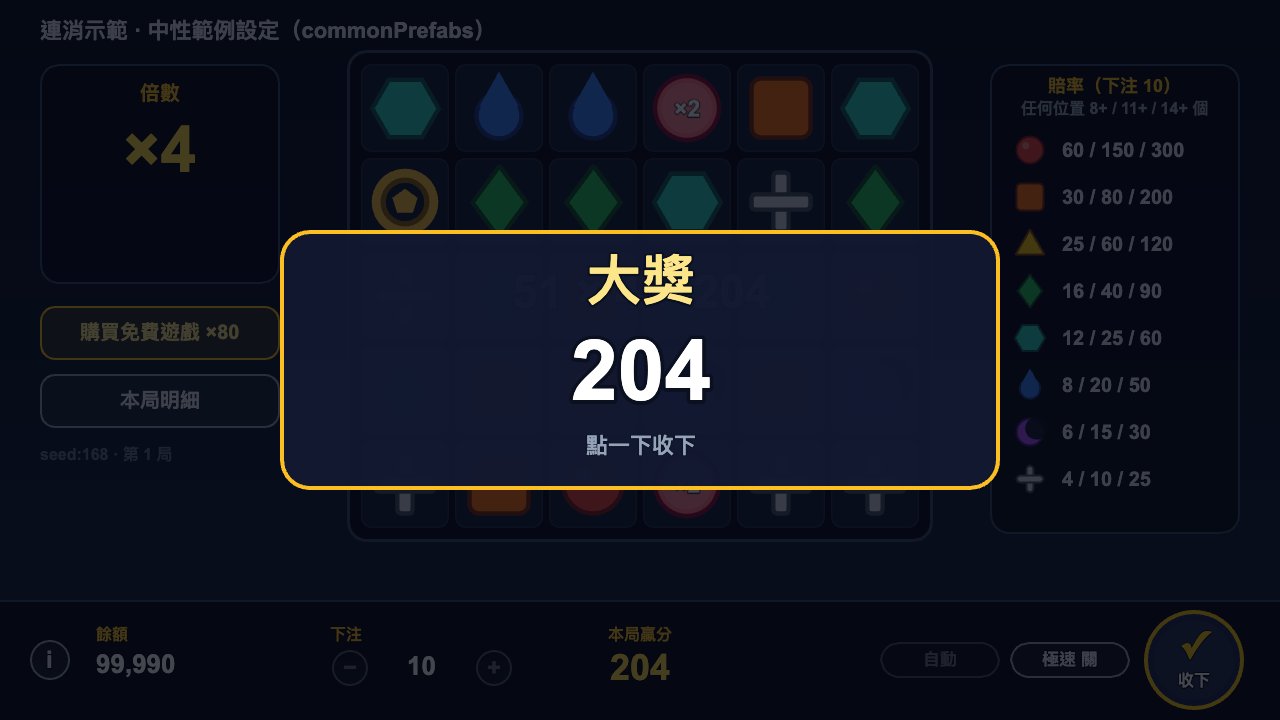 連消示範 · 中性範例設定（commonPrefabs）
倍數
×4
購買免費遊戲 ×80
本局明細
seed:168 · 第 1 局
×2
大獎
204
點一下收下
賠率（下注 10）
任何位置 8+ / 11+ / 14+ 個
60 / 150 / 300
30 / 80 / 200
25 / 60 / 120
16 / 40 / 90
12 / 25 / 60
8 / 20 / 50
6 / 15 / 30
4 / 10 / 25
i
餘額
99,990
下注
− 10 +
本局贏分
204
自動
極速 關
收下